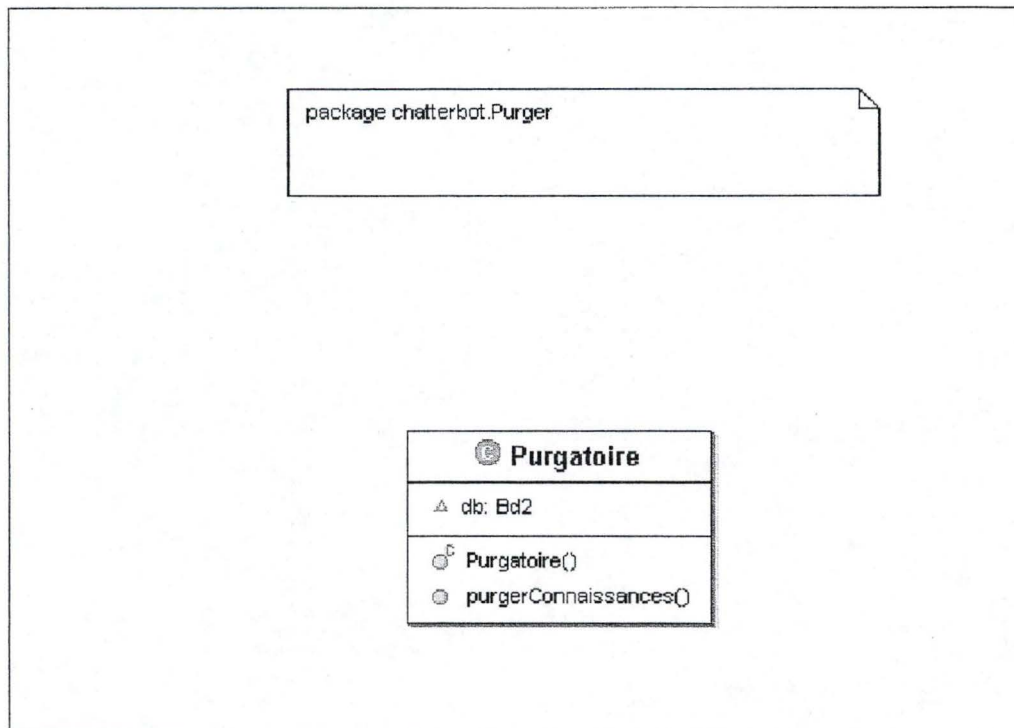 package chatterbot.Purger
C Purgatoire
db: Bd2
C Purgatoire()
purgerConnaissances()